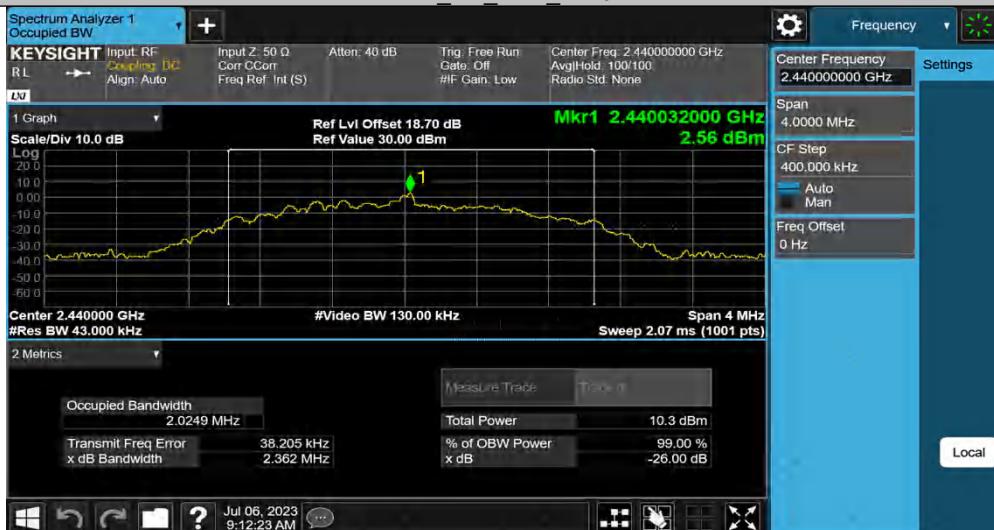 Spectrum Analyzer 1
Occupied BW
Frequency
KEYSIGHT
RL
LXI
Input: RF
Coupling: DC
Align: Auto
Input Z: 50 Ω
Corr CCorr
Freq Ref: Int (S)
Atten: 40 dB
Trig: Free Run
Gate: Off
#IF Gain: Low
Center Freq: 2.440000000 GHz
Avg|Hold: 100/100
Radio Std: None
Center Frequency
2.440000000 GHz
Settings
Span
4.0000 MHz
CF Step
400.000 kHz
Auto
Man
Freq Offset
0 Hz
1 Graph
Scale/Div 10.0 dB
Ref Lvl Offset 18.70 dB
Ref Value 30.00 dBm
Mkr1 2.440032000 GHz
2.56 dBm
Log
20.0
10.0
0.00
-10.0
-20.0
-30.0
-40.0
-50.0
-60.0
1
Center 2.440000 GHz
#Video BW 130.00 kHz
Span 4 MHz
#Res BW 43.000 kHz
Sweep 2.07 ms (1001 pts)
2 Metrics
Measure Trace
Occupied Bandwidth
2.0249 MHz
Total Power 10.3 dBm
Transmit Freq Error 38.205 kHz
% of OBW Power 99.00 %
x dB Bandwidth 2.362 MHz
x dB -26.00 dB
Local
?
Jul 06, 2023
9:12:23 AM